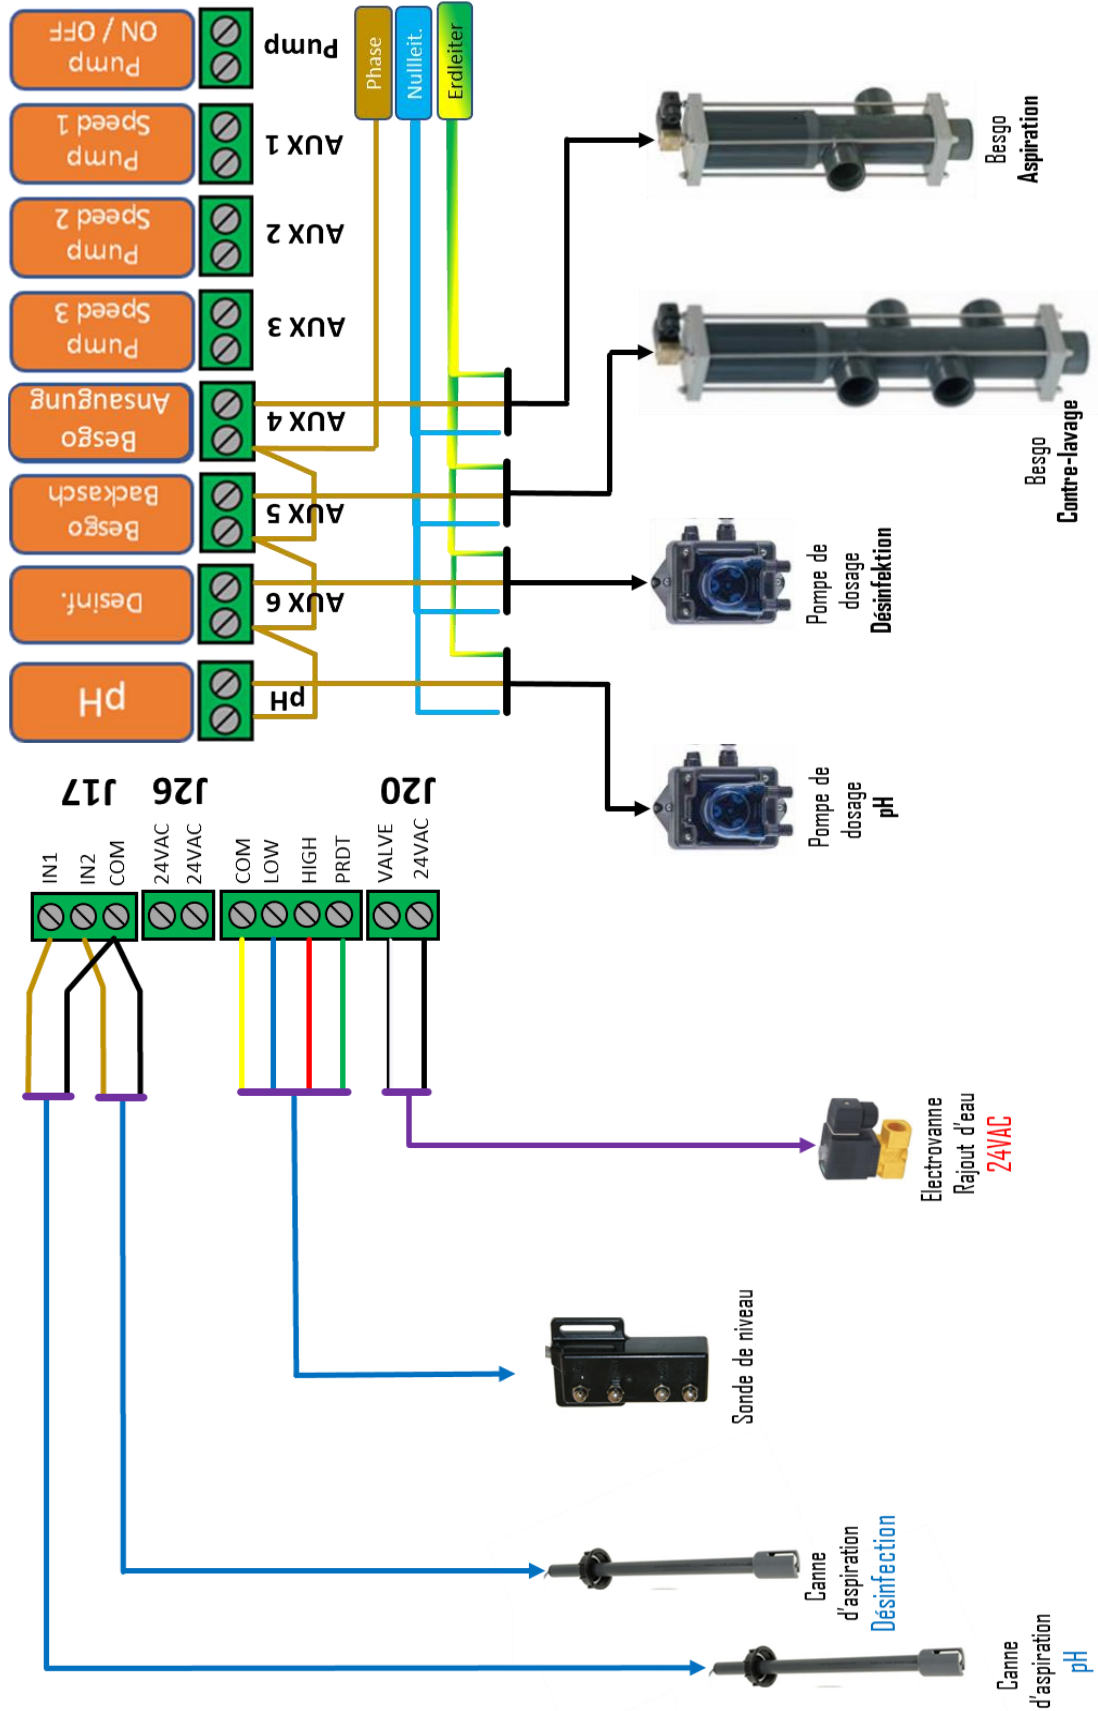 Pump
ON / OFF
Pump
Pump
Speed 1
AUX 1
Pump
Speed 2
AUX 2
Pump
Speed 3
AUX 3
Besgo
Ansaugung
AUX 4
Besgo
Backasch
AUX 5
Desinf.
AUX 6
pH
pH
Phase
Nullleit.
Erdleiter
Besgo
Aspiration
Besgo
Contre-lavage
Pompe de
dosage
Désinfektion
Pompe de
dosage
pH
J17
J26
J20
IN1
IN2
COM
24VAC
24VAC
COM
LOW
HIGH
PRDT
VALVE
24VAC
Electrovanne
Rajout d'eau
24VAC
Sonde de niveau
Canne
d'aspiration
Désinfection
Canne
d'aspiration
pH